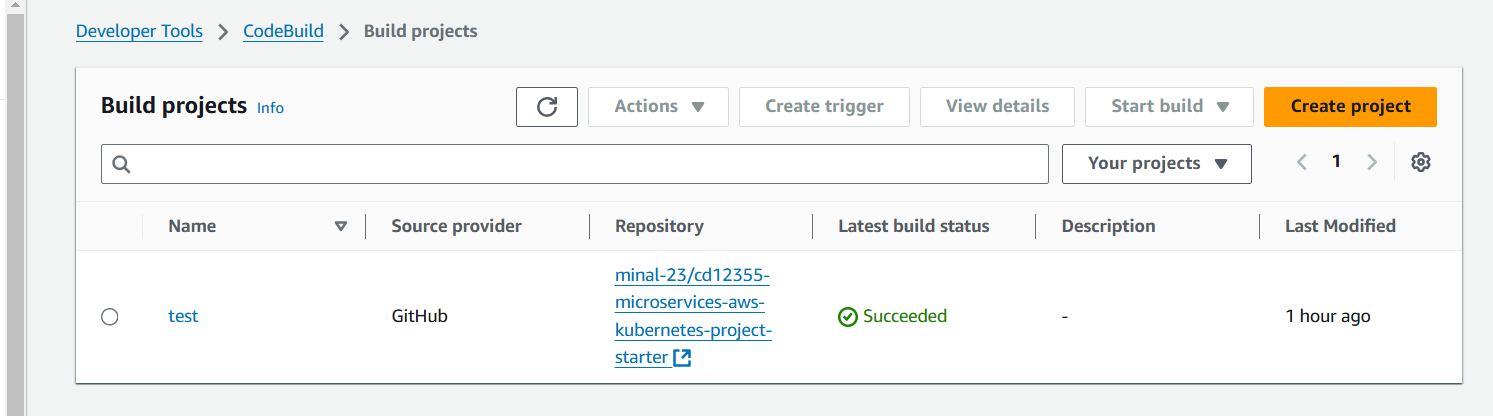 Developer Tools > CodeBuild > Build projects
Build projects Info Actions Create trigger View details Start build Create project
Your projects 1
Name Source provider Repository Latest build status Description Last Modified
minal-23/cd12355-
microservices-aws-
test GitHub kubernetes-project- Succeeded - 1 hour ago
starter